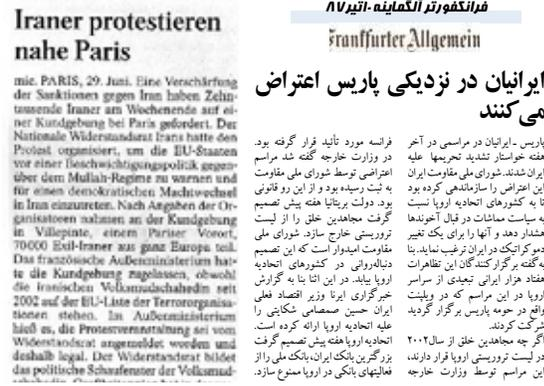 Iraner protestieren
nahe Paris
mic. PARIS, 29. Juni. Eine Verschärfung
der Sanktionen gegen Iran haben Zehn-
tausende Iraner am Wochenende auf ei-
ner Kundgebung bei Paris gefordert. Der
Nationale Widerstandsrat Irans hatte den
Protest organisiert, um die EU-Staaten
vor einer Beschwichtigungspolitik gegen-
über dem Mullah-Regime zu warnen und
für einen demokratischen Machtwechsel
in Iran einzutreten. Nach Angaben der Or-
ganisatoren nahmen an der Kundgebung
in Villepinte, einem Pariser Vorort,
70000 Exil-Iraner aus ganz Europa teil.
Das französische Außenministerium hat-
te die Kundgebung zugelassen, obwohl
die iranischen Volksmudschahedin seit
2002 auf der EU-Liste der Terrororganisa-
tionen stehen. Im Außenministerium
hieß es, die Protestveranstaltung sei vom
Widerstandsrat angemeldet worden und
deshalb legal. Der Widerstandsrat bildet
das politische Schaufenster der Volksmud-
فرانکفورتر آلگماینه -۱۰تیر۸۷
Frankfurter Allgemein
ایرانیان در نزدیکی پاریس اعتراض
می‌کنند
پاریس -ایرانیان در مراسمی در آخر
هفته خواستار تشدید تحریمها علیه
ایران شدند. شورای ملی مقاومت ایران
این اعتراض را سازماندهی کرده بود
تا به کشورهای اتحادیه اروپا نسبت
به سیاست مماشات در قبال آخوندها
هشدار دهد و آنها را برای یک تغییر
دموکراتیک در ایران ترغیب نماید. بنا
به گفته برگزارکنندگان این تظاهرات
هفتاد هزار ایرانی تبعیدی از سراسر
اروپا در این مراسم که در ویلپنت
واقع در حومه پاریس برگزار گردید
شرکت کردند.
اگر چه مجاهدین خلق از سال۲۰۰۲
در لیست تروریستی اروپا قرار دارند،
این مراسم توسط وزارت خارجه
فرانسه مورد تأئید قرار گرفته بود.
در وزارت خارجه گفته شد مراسم
اعتراضی توسط شورای ملی مقاومت
به ثبت رسیده بود و از این رو قانونی
بود. دولت بریتانیا هفته پیش تصمیم
گرفت مجاهدین خلق را از لیست
تروریستی خارج سازد. شورای ملی
مقاومت امیدوار است که این تصمیم
دنباله‌روانی در کشورهای اتحادیه
اروپا بیابد. در این اثنا بنا به گزارش
خبرگزاری ایرنا وزیر اقتصاد فعلی
ایران حسین صمصامی شکایتی را
علیه اتحادیه اروپا ارائه کرده است.
اتحادیه اروپا هفته پیش تصمیم گرفت
بزرگترین بانک ایران، بانک ملی را از
فعالیتهای بانکی در اروپا ممنوع سازد.